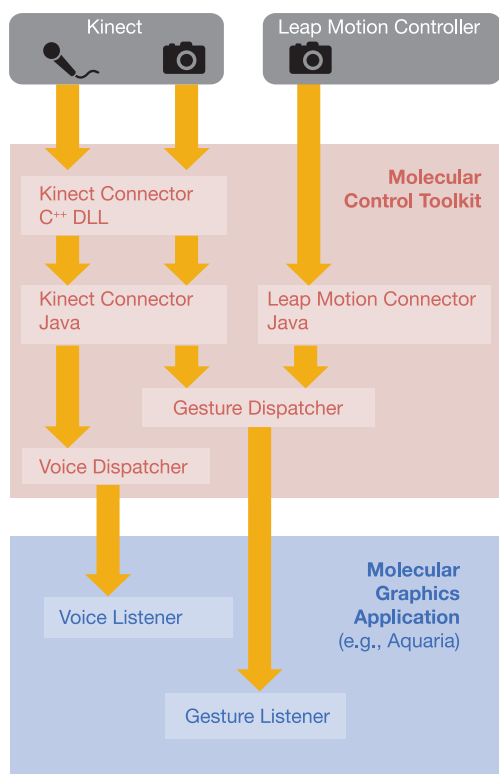 Kinect
Leap Motion Controller
Molecular
Control Toolkit
Kinect Connector
C++ DLL
Kinect Connector
Java
Leap Motion Connector
Java
Gesture Dispatcher
Voice Dispatcher
Molecular
Graphics
Application
(e.g., Aquaria)
Voice Listener
Gesture Listener